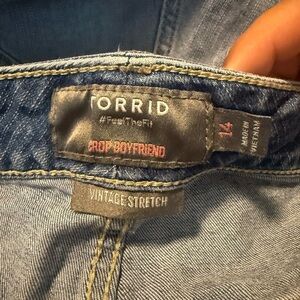 TORRID
#FeelTheFit
CROP BOYFRIEND
14
MADE IN
VIETNAM
VINTAGE STRETCH